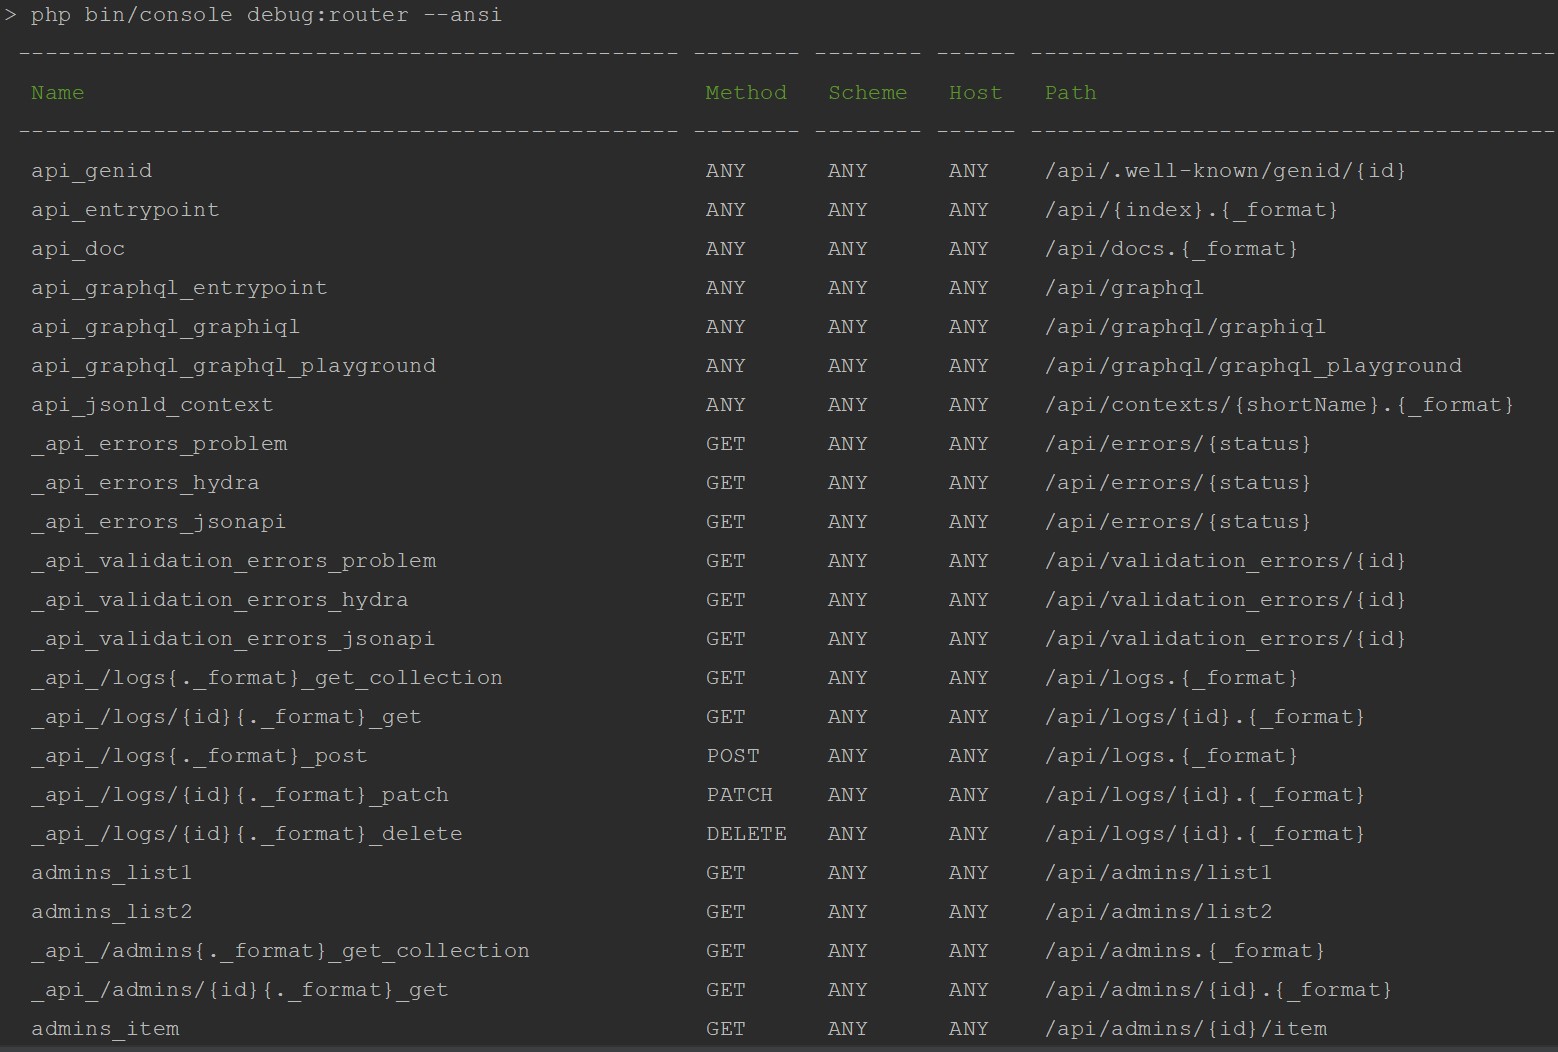 > php bin/console debug:router --ansi
-------------------------------------------------- -------- -------- ------ ----------------------------------------
Name Method Scheme Host Path
-------------------------------------------------- -------- -------- ------ ----------------------------------------
api_genid ANY ANY ANY /api/.well-known/genid/{id}
api_entrypoint ANY ANY ANY /api/{index}.{_format}
api_doc ANY ANY ANY /api/docs.{_format}
api_graphql_entrypoint ANY ANY ANY /api/graphql
api_graphql_graphiql ANY ANY ANY /api/graphql/graphiql
api_graphql_graphql_playground ANY ANY ANY /api/graphql/graphql_playground
api_jsonld_context ANY ANY ANY /api/contexts/{shortName}.{_format}
_api_errors_problem GET ANY ANY /api/errors/{status}
_api_errors_hydra GET ANY ANY /api/errors/{status}
_api_errors_jsonapi GET ANY ANY /api/errors/{status}
_api_validation_errors_problem GET ANY ANY /api/validation_errors/{id}
_api_validation_errors_hydra GET ANY ANY /api/validation_errors/{id}
_api_validation_errors_jsonapi GET ANY ANY /api/validation_errors/{id}
_api_/logs{._format}_get_collection GET ANY ANY /api/logs.{_format}
_api_/logs/{id}{._format}_get GET ANY ANY /api/logs/{id}.{_format}
_api_/logs{._format}_post POST ANY ANY /api/logs.{_format}
_api_/logs/{id}{._format}_patch PATCH ANY ANY /api/logs/{id}.{_format}
_api_/logs/{id}{._format}_delete DELETE ANY ANY /api/logs/{id}.{_format}
admins_list1 GET ANY ANY /api/admins/list1
admins_list2 GET ANY ANY /api/admins/list2
_api_/admins{._format}_get_collection GET ANY ANY /api/admins.{_format}
_api_/admins/{id}{._format}_get GET ANY ANY /api/admins/{id}.{_format}
admins_item GET ANY ANY /api/admins/{id}/item